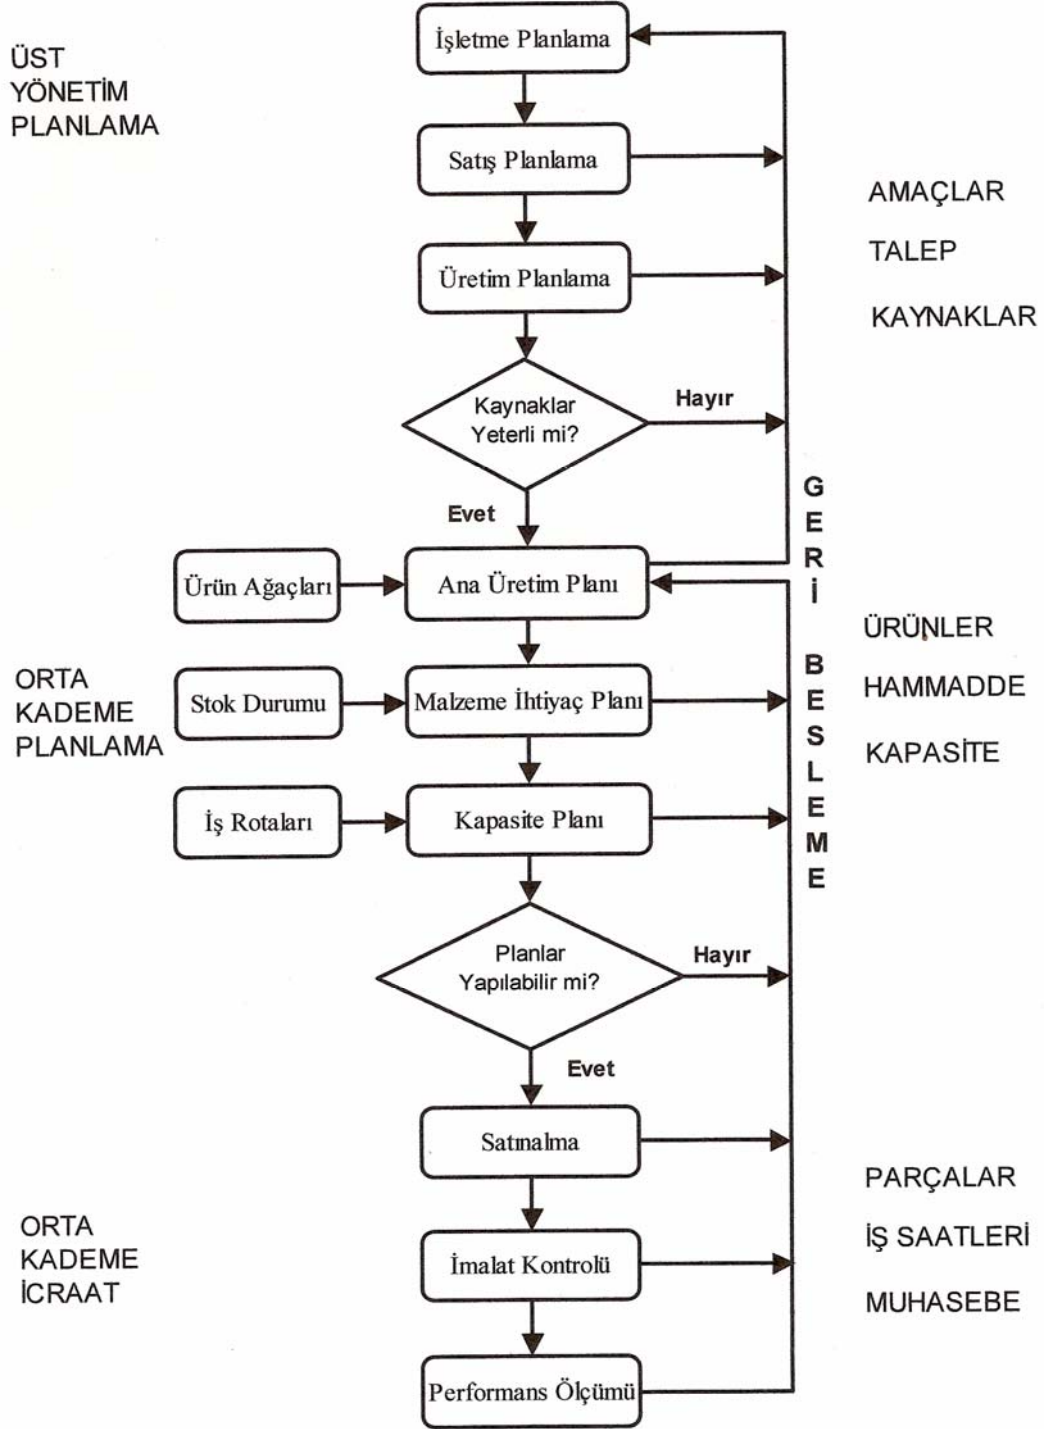 İşletme Planlama
ÜST
YÖNETİM
PLANLAMA
Satış Planlama
AMAÇLAR
TALEP
Üretim Planlama
KAYNAKLAR
Kaynaklar
Yeterli mi?
Hayır
Evet
GERİ BESLEME
Ürün Ağaçları
Ana Üretim Planı
ÜRÜNLER
ORTA
KADEME
PLANLAMA
Stok Durumu
Malzeme İhtiyaç Planı
HAMMADDE
KAPASİTE
İş Rotaları
Kapasite Planı
Planlar
Yapılabilir mi?
Hayır
Evet
Satınalma
PARÇALAR
ORTA
KADEME
İCRAAT
İmalat Kontrolü
İŞ SAATLERİ
MUHASEBE
Performans Ölçümü